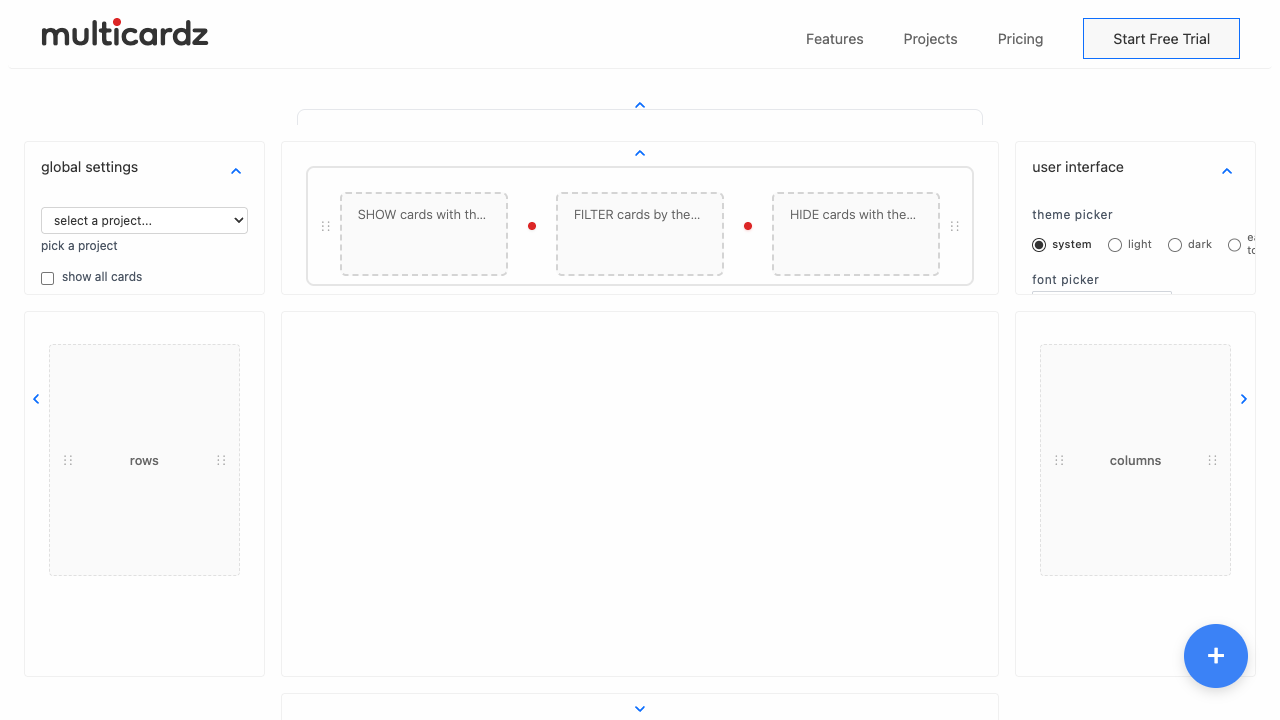 multicardz
Features
Projects
Pricing
Start Free Trial
global settings
select a project...
pick a project
show all cards
SHOW cards with th...
FILTER cards by the...
HIDE cards with the...
user interface
theme picker
system
light
dark
font picker
rows
columns
+